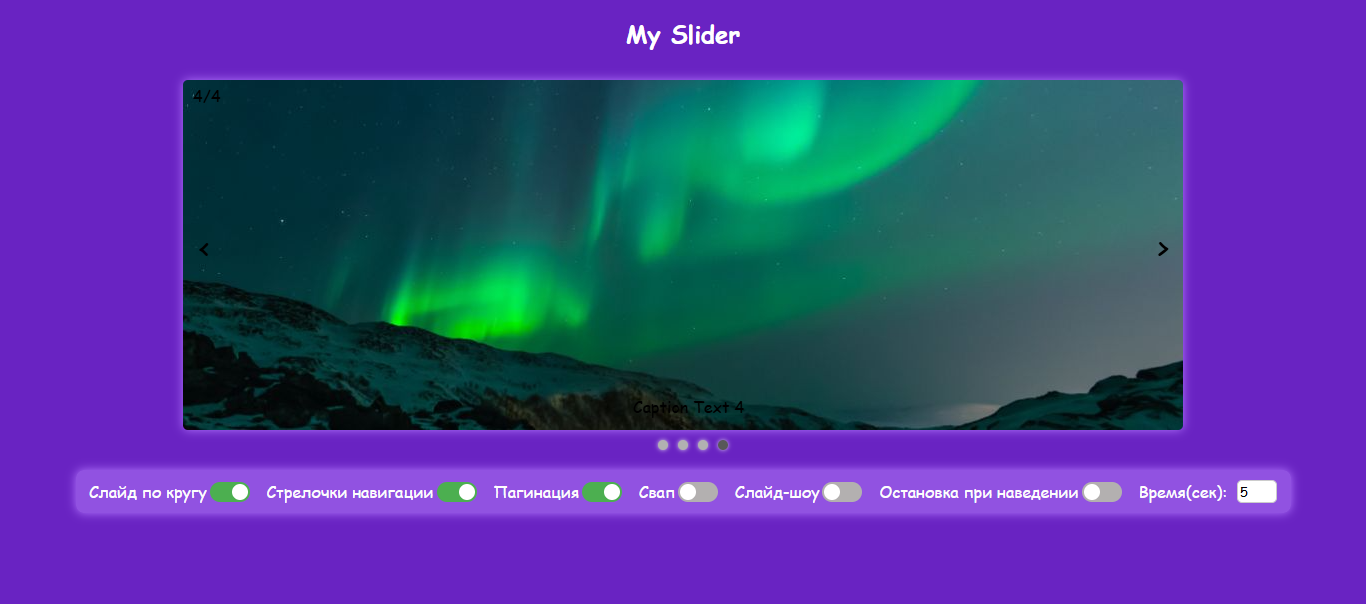 My Slider
4/4
Caption Text 4
Слайд по кругу Стрелочки навигации Пагинация Свап Слайд-шоу Остановка при наведении Время(сек): 5